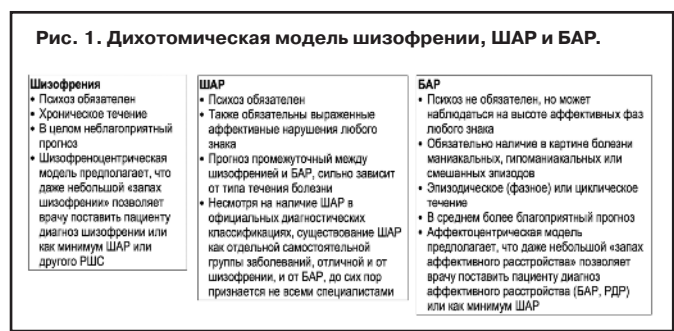 Рис. 1. Дихотомическая модель шизофрении, ШАР и БАР.
Шизофрения
• Психоз обязателен
• Хроническое течение
• В целом неблагоприятный
прогноз
• Шизофреноцентрическая
модель предполагает, что
даже небольшой «запах
шизофрении» позволяет
врачу поставить пациенту
диагноз шизофрении или
как минимум ШАР или
другого РШС
ШАР
• Психоз обязателен
• Также обязательны выраженные
аффективные нарушения любого
знака
• Прогноз промежуточный между
шизофренией и БАР, сильно зависит
от типа течения болезни
• Несмотря на наличие ШАР в
официальных диагностических
классификациях, существование ШАР
как отдельной самостоятельной
группы заболеваний, отличной и от
шизофрении, и от БАР, до сих пор
признается не всеми специалистами
БАР
• Психоз не обязателен, но может
наблюдаться на высоте аффективных фаз
любого знака
• Обязательно наличие в картине болезни
маниакальных, гипоманиакальных или
смешанных эпизодов
• Эпизодическое (фазное) или циклическое
течение
• В среднем более благоприятный прогноз
• Аффектоцентрическая модель
предполагает, что даже небольшой «запах
аффективного расстройства» позволяет
врачу поставить пациенту диагноз
аффективного расстройства (БАР, РДР)
или как минимум ШАР